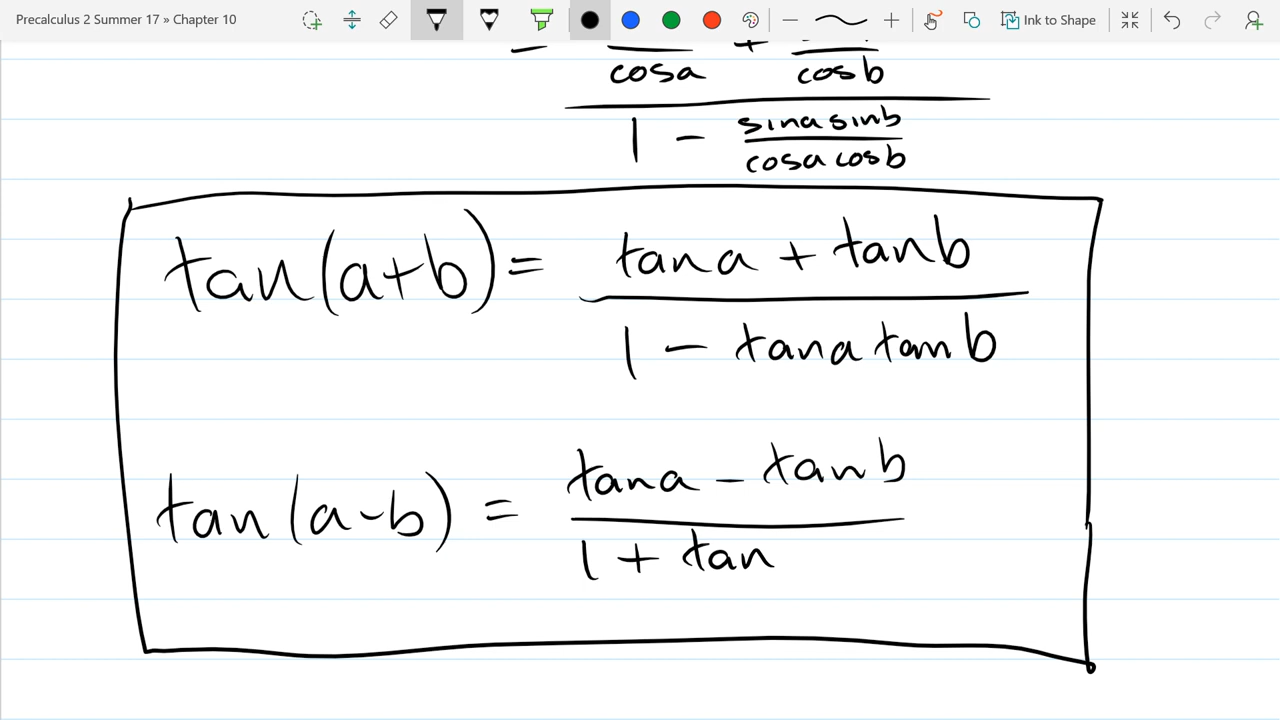 Precalculus 2 Summer 17 » Chapter 10
Ink to Shape
= +
cosa cosb
1 - sinasinb
cosacosb
tan(a+b) = tana + tanb
1 - tanatanb
tan(a-b) = tana - tanb
1 + tan